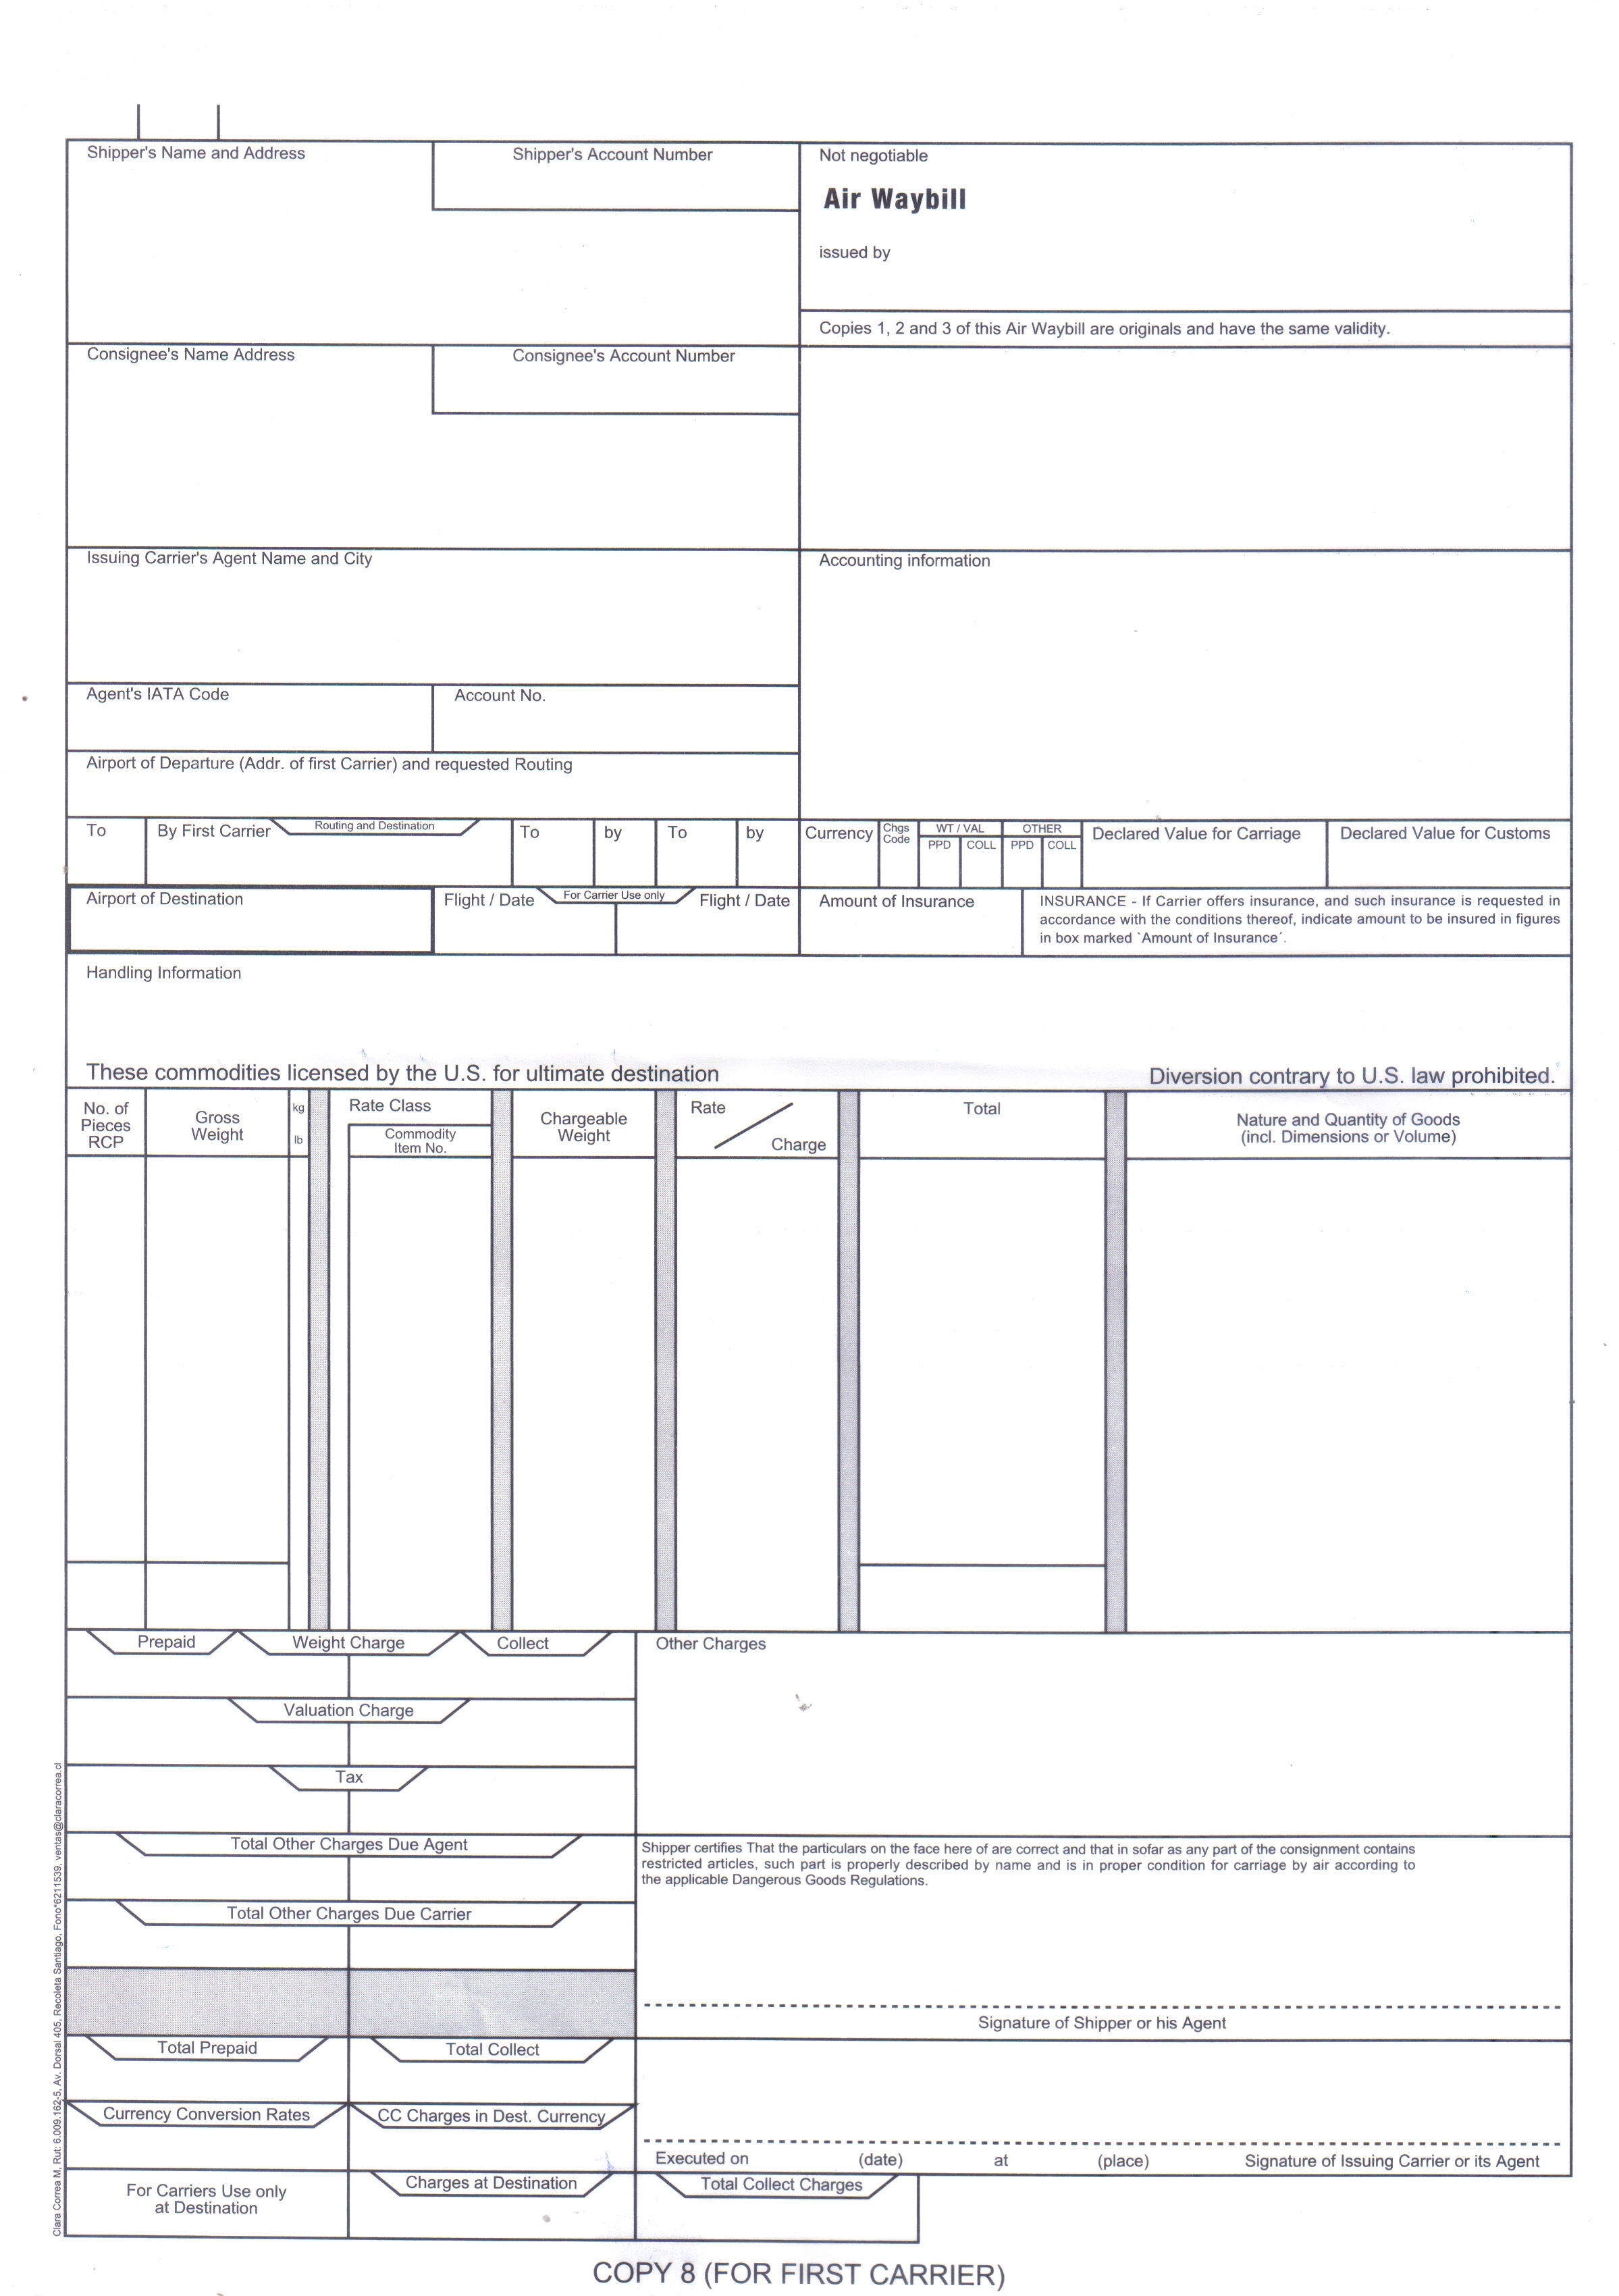 Shipper's Name and Address
Shipper's Account Number
Not negotiable
Air Waybill
issued by
Copies 1, 2 and 3 of this Air Waybill are originals and have the same validity.
Consignee's Name Address
Consignee's Account Number
Issuing Carrier's Agent Name and City
Accounting information
Agent's IATA Code
Account No.
Airport of Departure (Addr. of first Carrier) and requested Routing
To
By First Carrier
Routing and Destination
To
by
To
by
Currency
Chgs
Code
WT / VAL
PPD
COLL
OTHER
PPD
COLL
Declared Value for Carriage
Declared Value for Customs
Airport of Destination
Flight / Date
For Carrier Use only
Flight / Date
Amount of Insurance
INSURANCE - If Carrier offers insurance, and such insurance is requested in
accordance with the conditions thereof, indicate amount to be insured in figures
in box marked `Amount of Insurance´.
Handling Information
These commodities licensed by the U.S. for ultimate destination
Diversion contrary to U.S. law prohibited.
No. of
Pieces
RCP
Gross
Weight
kg
lb
Rate Class
Commodity
Item No.
Chargeable
Weight
Rate
Charge
Total
Nature and Quantity of Goods
(incl. Dimensions or Volume)
Prepaid
Weight Charge
Collect
Other Charges
Valuation Charge
Tax
Total Other Charges Due Agent
Shipper certifies That the particulars on the face here of are correct and that in sofar as any part of the consignment contains
restricted articles, such part is properly described by name and is in proper condition for carriage by air according to
the applicable Dangerous Goods Regulations.
Total Other Charges Due Carrier
Signature of Shipper or his Agent
Total Prepaid
Total Collect
Currency Conversion Rates
CC Charges in Dest. Currency
Executed on
(date)
at
(place)
Signature of Issuing Carrier or its Agent
For Carriers Use only
at Destination
Charges at Destination
Total Collect Charges
COPY 8 (FOR FIRST CARRIER)
Clara Correa M, Rut: 6.009.162-5, Av. Dorsal 405, Recoleta Santiago, Fono*6211539, ventas@claracorrea.cl